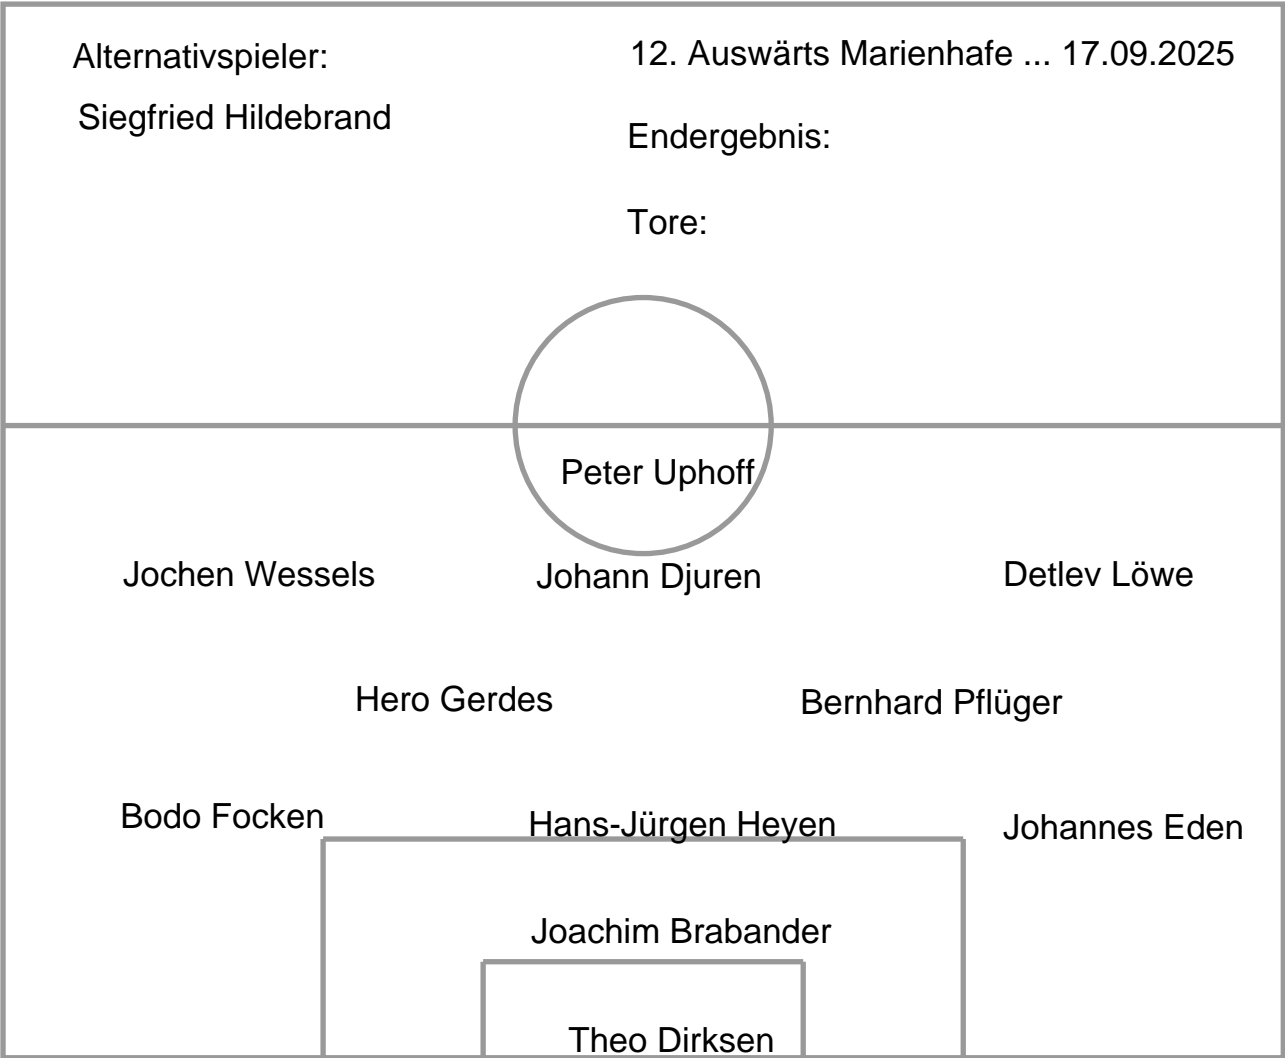 Alternativspieler:
12. Auswärts Marienhafe ... 17.09.2025
Siegfried Hildebrand
Endergebnis:
Tore:
Peter Uphoff
Jochen Wessels
Johann Djuren
Detlev Löwe
Hero Gerdes
Bernhard Pflüger
Bodo Focken
Hans-Jürgen Heyen
Johannes Eden
Joachim Brabander
Theo Dirksen